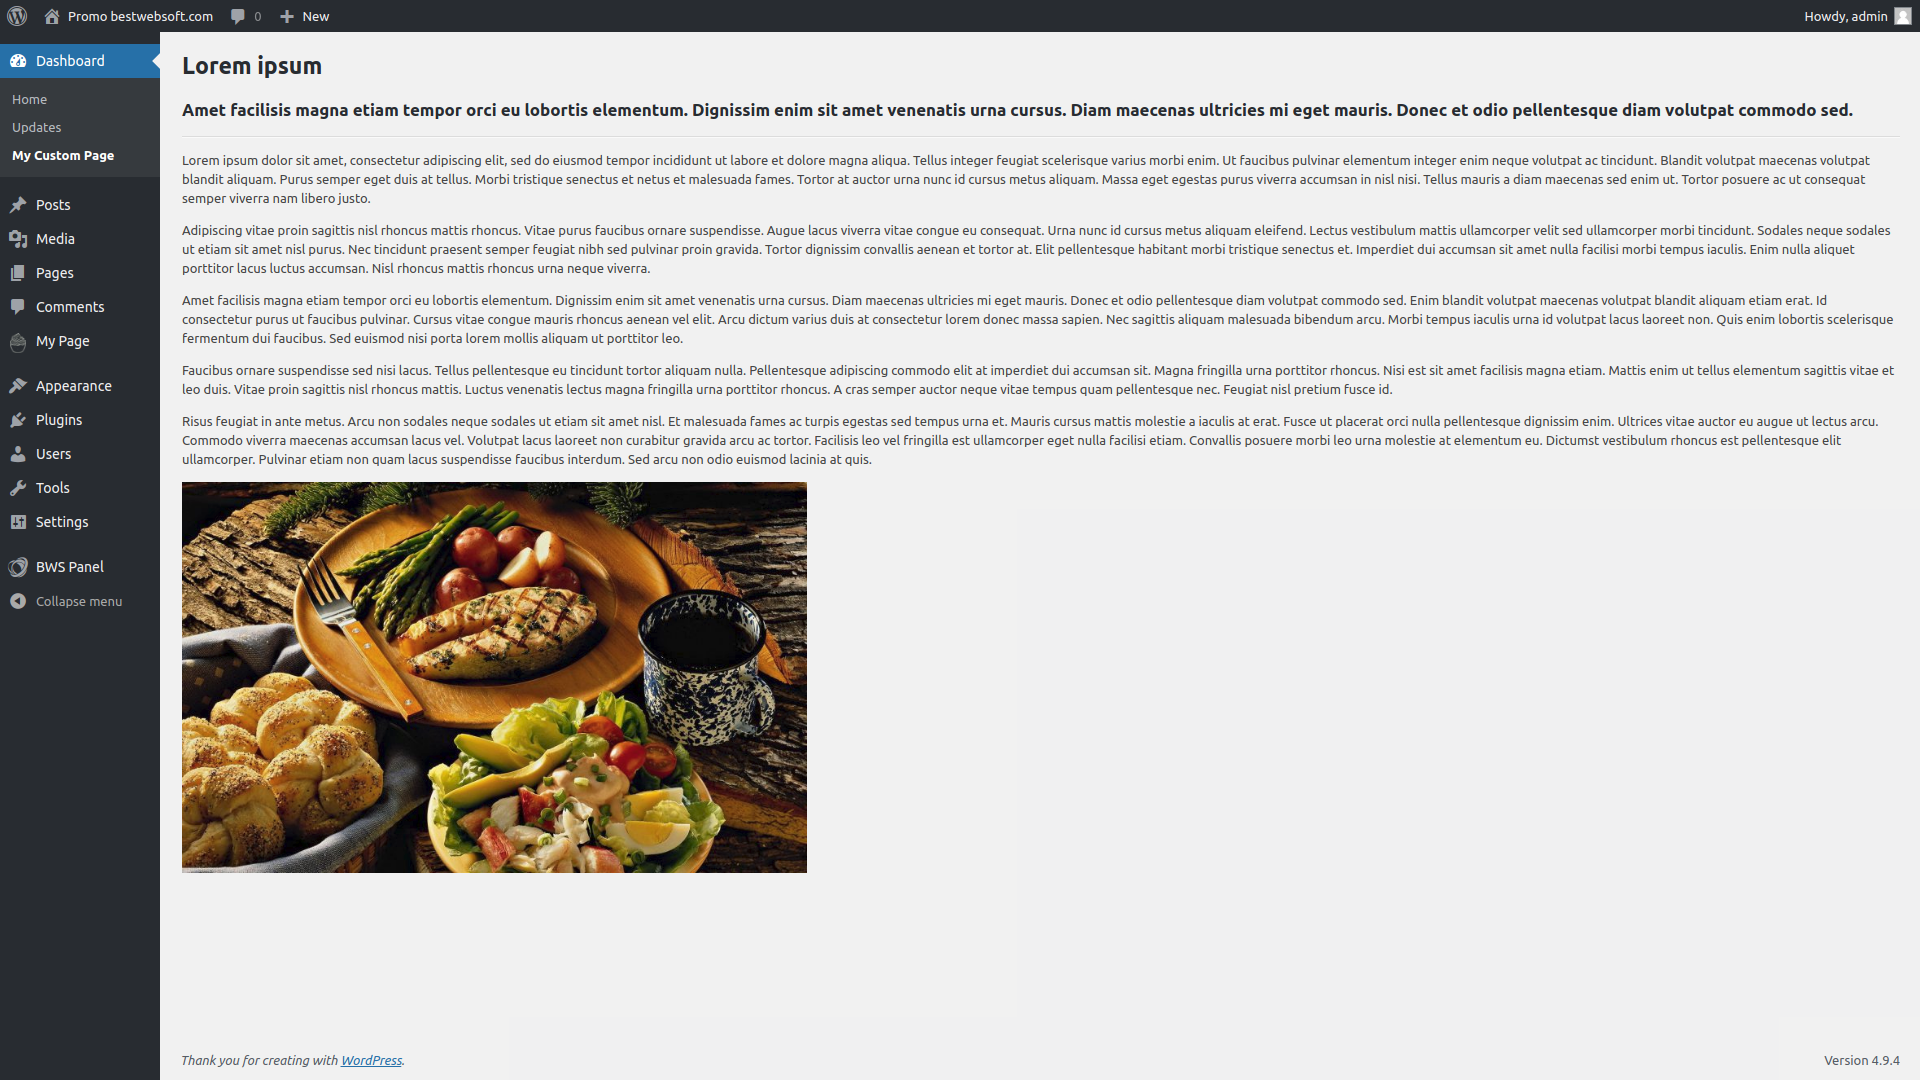 Promo bestwebsoft.com 0 New Howdy, admin
Dashboard
Home
Updates
My Custom Page
Posts
Media
Pages
Comments
My Page
Appearance
Plugins
Users
Tools
Settings
BWS Panel
Collapse menu
Lorem ipsum
Amet facilisis magna etiam tempor orci eu lobortis elementum. Dignissim enim sit amet venenatis urna cursus. Diam maecenas ultricies mi eget mauris. Donec et odio pellentesque diam volutpat commodo sed.
Lorem ipsum dolor sit amet, consectetur adipiscing elit, sed do eiusmod tempor incididunt ut labore et dolore magna aliqua. Tellus integer feugiat scelerisque varius morbi enim. Ut faucibus pulvinar elementum integer enim neque volutpat ac tincidunt. Blandit volutpat maecenas volutpat
blandit aliquam. Purus semper eget duis at tellus. Morbi tristique senectus et netus et malesuada fames. Tortor at auctor urna nunc id cursus metus aliquam. Massa eget egestas purus viverra accumsan in nisl nisi. Tellus mauris a diam maecenas sed enim ut. Tortor posuere ac ut consequat
semper viverra nam libero justo.
Adipiscing vitae proin sagittis nisl rhoncus mattis rhoncus. Vitae purus faucibus ornare suspendisse. Augue lacus viverra vitae congue eu consequat. Urna nunc id cursus metus aliquam eleifend. Lectus vestibulum mattis ullamcorper velit sed ullamcorper morbi tincidunt. Sodales neque sodales
ut etiam sit amet nisl purus. Nec tincidunt praesent semper feugiat nibh sed pulvinar proin gravida. Tortor dignissim convallis aenean et tortor at. Elit pellentesque habitant morbi tristique senectus et. Imperdiet dui accumsan sit amet nulla facilisi morbi tempus iaculis. Enim nulla aliquet
porttitor lacus luctus accumsan. Nisl rhoncus mattis rhoncus urna neque viverra.
Amet facilisis magna etiam tempor orci eu lobortis elementum. Dignissim enim sit amet venenatis urna cursus. Diam maecenas ultricies mi eget mauris. Donec et odio pellentesque diam volutpat commodo sed. Enim blandit volutpat maecenas volutpat blandit aliquam etiam erat. Id
consectetur purus ut faucibus pulvinar. Cursus vitae congue mauris rhoncus aenean vel elit. Arcu dictum varius duis at consectetur lorem donec massa sapien. Nec sagittis aliquam malesuada bibendum arcu. Morbi tempus iaculis urna id volutpat lacus laoreet non. Quis enim lobortis scelerisque
fermentum dui faucibus. Sed euismod nisi porta lorem mollis aliquam ut porttitor leo.
Faucibus ornare suspendisse sed nisi lacus. Tellus pellentesque eu tincidunt tortor aliquam nulla. Pellentesque adipiscing commodo elit at imperdiet dui accumsan sit. Magna fringilla urna porttitor rhoncus. Nisi est sit amet facilisis magna etiam. Mattis enim ut tellus elementum sagittis vitae et
leo duis. Vitae proin sagittis nisl rhoncus mattis. Luctus venenatis lectus magna fringilla urna porttitor rhoncus. A cras semper auctor neque vitae tempus quam pellentesque nec. Feugiat nisl pretium fusce id.
Risus feugiat in ante metus. Arcu non sodales neque sodales ut etiam sit amet nisl. Et malesuada fames ac turpis egestas sed tempus urna et. Mauris cursus mattis molestie a iaculis at erat. Fusce ut placerat orci nulla pellentesque dignissim enim. Ultrices vitae auctor eu augue ut lectus arcu.
Commodo viverra maecenas accumsan lacus vel. Volutpat lacus laoreet non curabitur gravida arcu ac tortor. Facilisis leo vel fringilla est ullamcorper eget nulla facilisi etiam. Convallis posuere morbi leo urna molestie at elementum eu. Dictumst vestibulum rhoncus est pellentesque elit
ullamcorper. Pulvinar etiam non quam lacus suspendisse faucibus interdum. Sed arcu non odio euismod lacinia at quis.
Thank you for creating with WordPress. Version 4.9.4